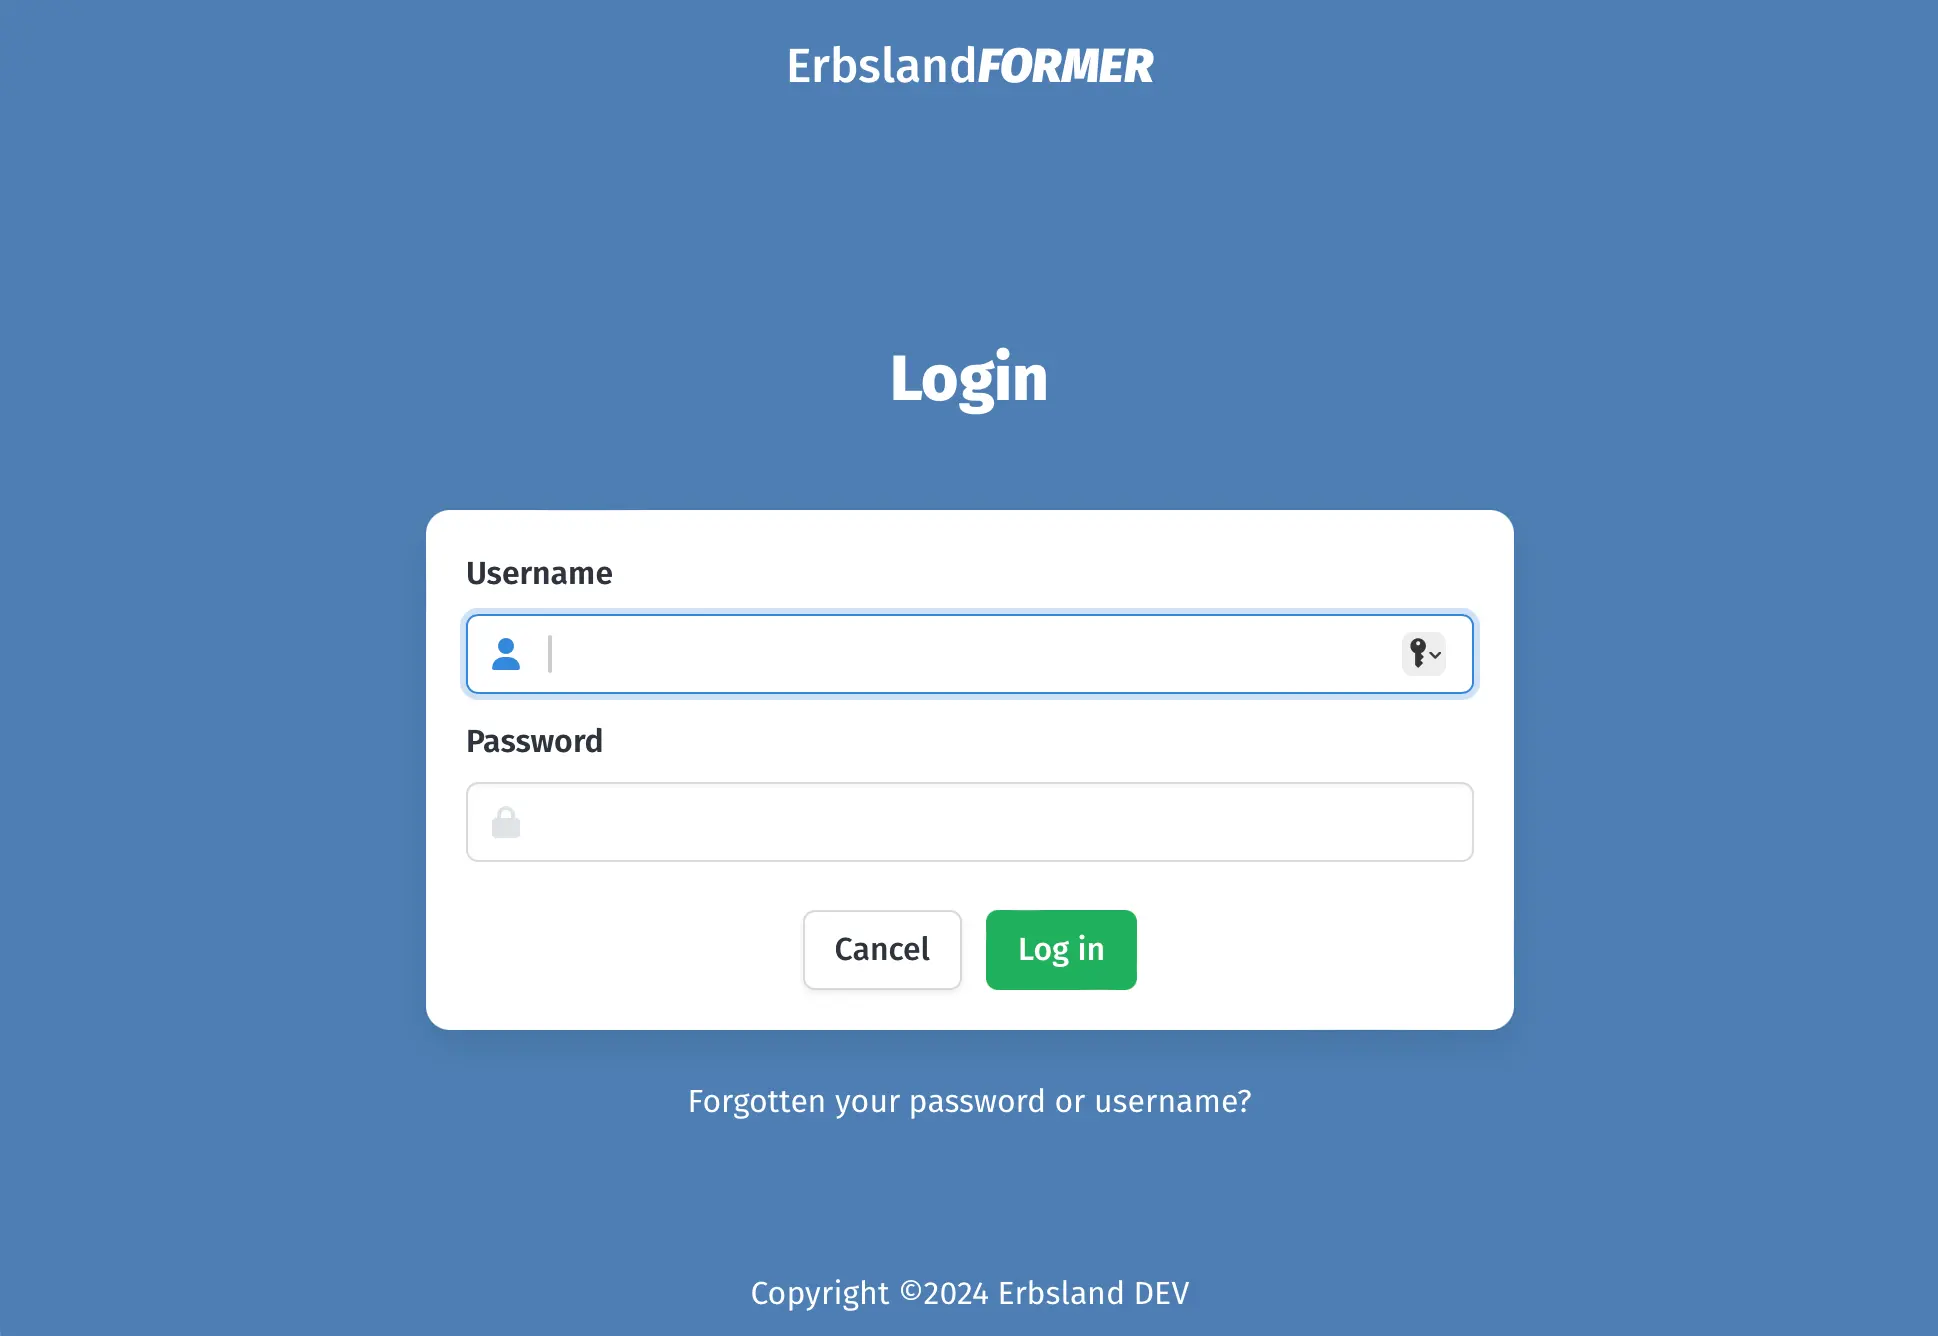 ErbslandFORMER
Login
Username
Password
Cancel
Log in
Forgotten your password or username?
Copyright ©2024 Erbsland DEV